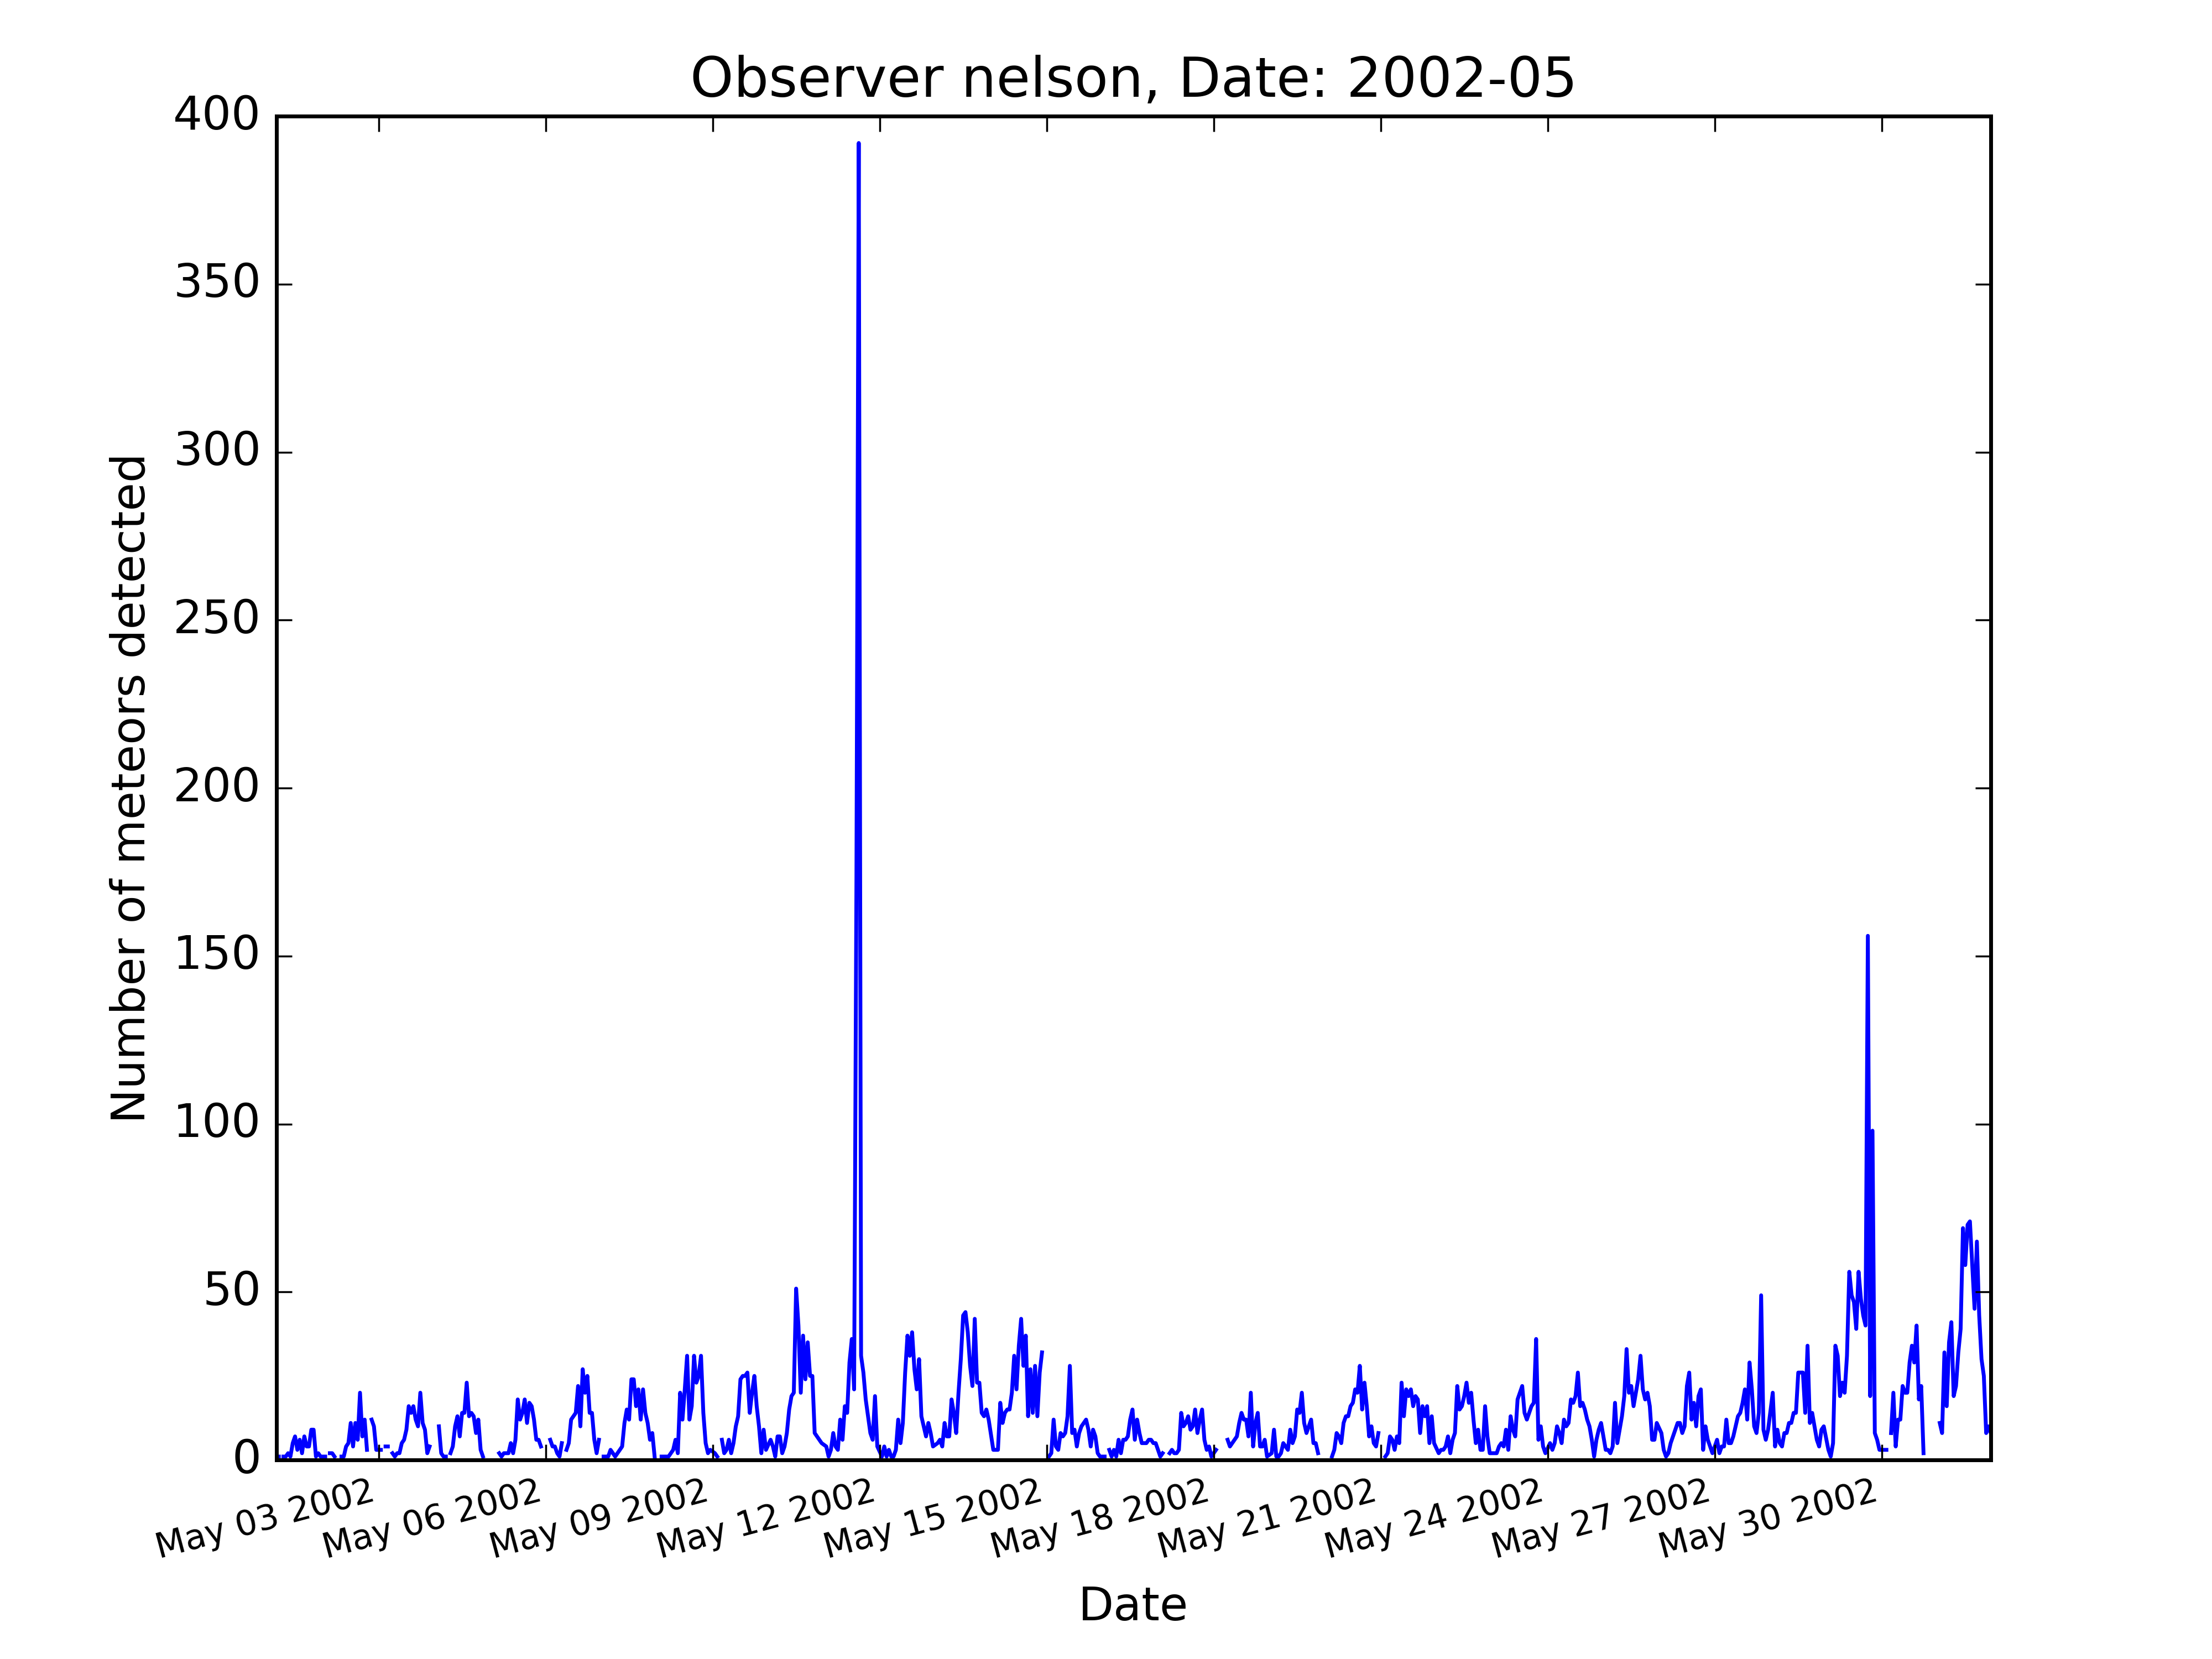 Observer nelson, Date: 2002-05
Number of meteors detected
400
350
300
250
200
150
100
50
0
May 03 2002
May 06 2002
May 09 2002
May 12 2002
May 15 2002
May 18 2002
May 21 2002
May 24 2002
May 27 2002
May 30 2002
Date